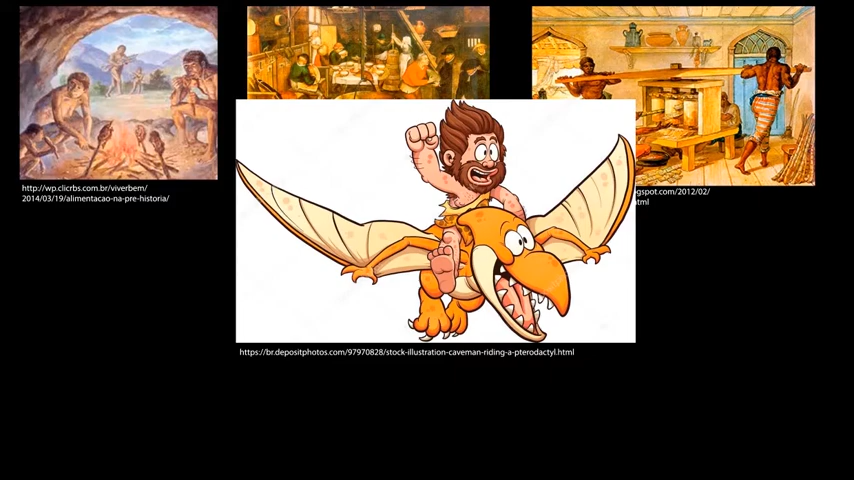 http://wp.clicrbs.com.br/viverbem/
2014/03/19/alimentacao-na-pre-historia/
gspot.com/2012/02/
html
https://br.depositphotos.com/97970828/stock-illustration-caveman-riding-a-pterodactyl.html